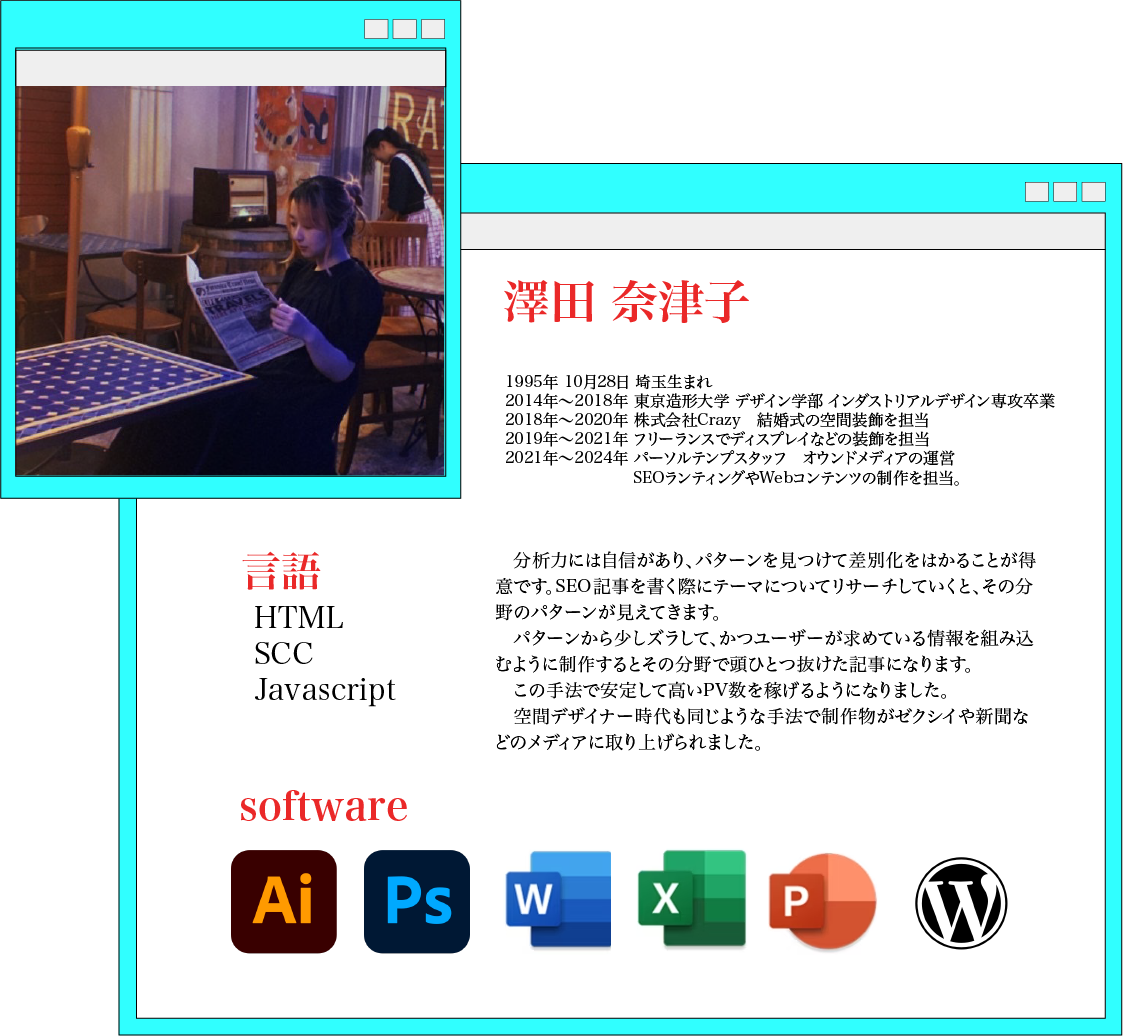 RA
TRAVELS
澤田 奈津子
1995年 10月28日 埼玉生まれ
2014年～2018年 東京造形大学 デザイン学部 インダストリアルデザイン専攻卒業
2018年～2020年 株式会社Crazy　結婚式の空間装飾を担当
2019年～2021年 フリーランスでディスプレイなどの装飾を担当
2021年～2024年 パーソルテンプスタッフ　オウンドメディアの運営
SEOランティングやWebコンテンツの制作を担当。
言語
HTML
SCC
Javascript
　分析力には自信があり、パターンを見つけて差別化をはかることが得
意です。SEO記事を書く際にテーマについてリサーチしていくと、その分
野のパターンが見えてきます。
　パターンから少しズラして、かつユーザーが求めている情報を組み込
むように制作するとその分野で頭ひとつ抜けた記事になります。
　この手法で安定して高いPV数を稼げるようになりました。
　空間デザイナー時代も同じような手法で制作物がゼクシイや新聞な
どのメディアに取り上げられました。
software
Ai Ps W X P W